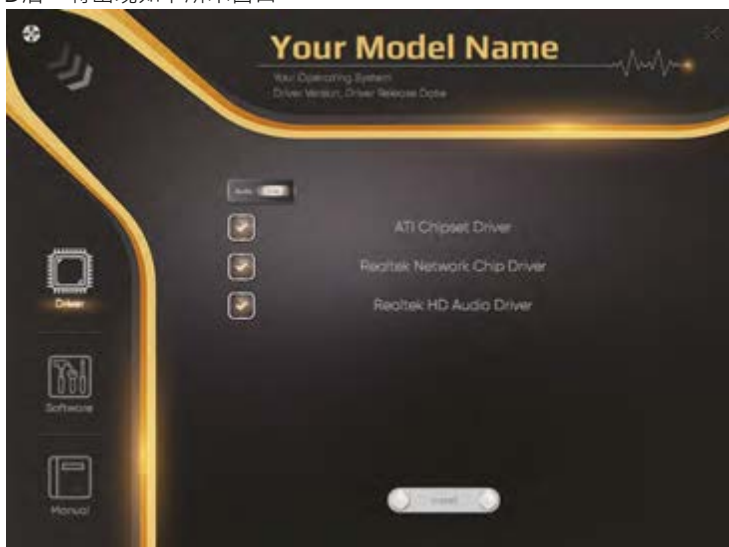 Your Model Name
Your Operating System
Driver Version, Driver Release Date
ATI Chipset Driver
Realtek Network Chip Driver
Realtek HD Audio Driver
Driver
Software
Manual
Install